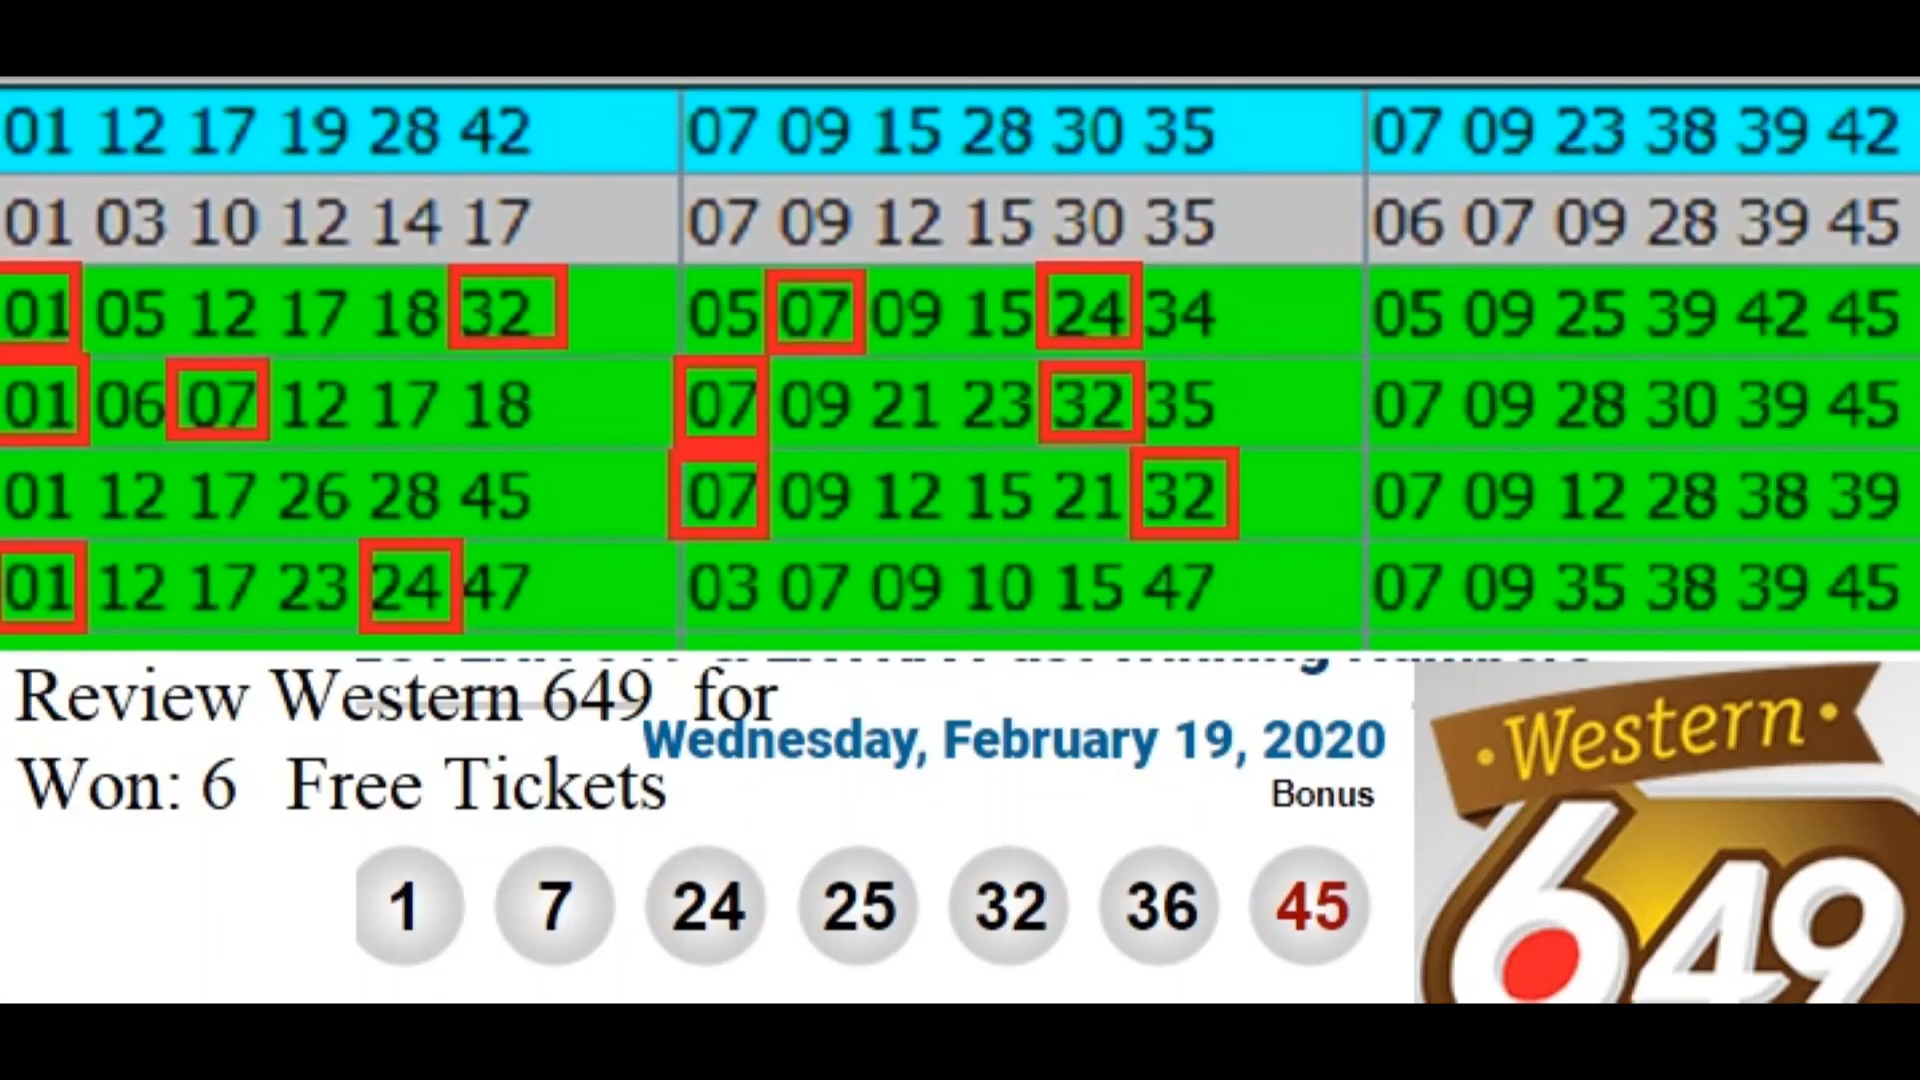 01 12 17 19 28 42 07 09 15 28 30 35 07 09 23 38 39 42
01 03 10 12 14 17 07 09 12 15 30 35 06 07 09 28 39 45
01 05 12 17 18 32 05 07 09 15 24 34 05 09 25 39 42 45
01 06 07 12 17 18 07 09 21 23 32 35 07 09 28 30 39 45
01 12 17 26 28 45 07 09 12 15 21 32 07 09 12 28 38 39
01 12 17 23 24 47 03 07 09 10 15 47 07 09 35 38 39 45
Review Western 649 for
Wednesday, February 19, 2020
Won: 6 Free Tickets
Bonus
1 7 24 25 32 36 45
Western
649